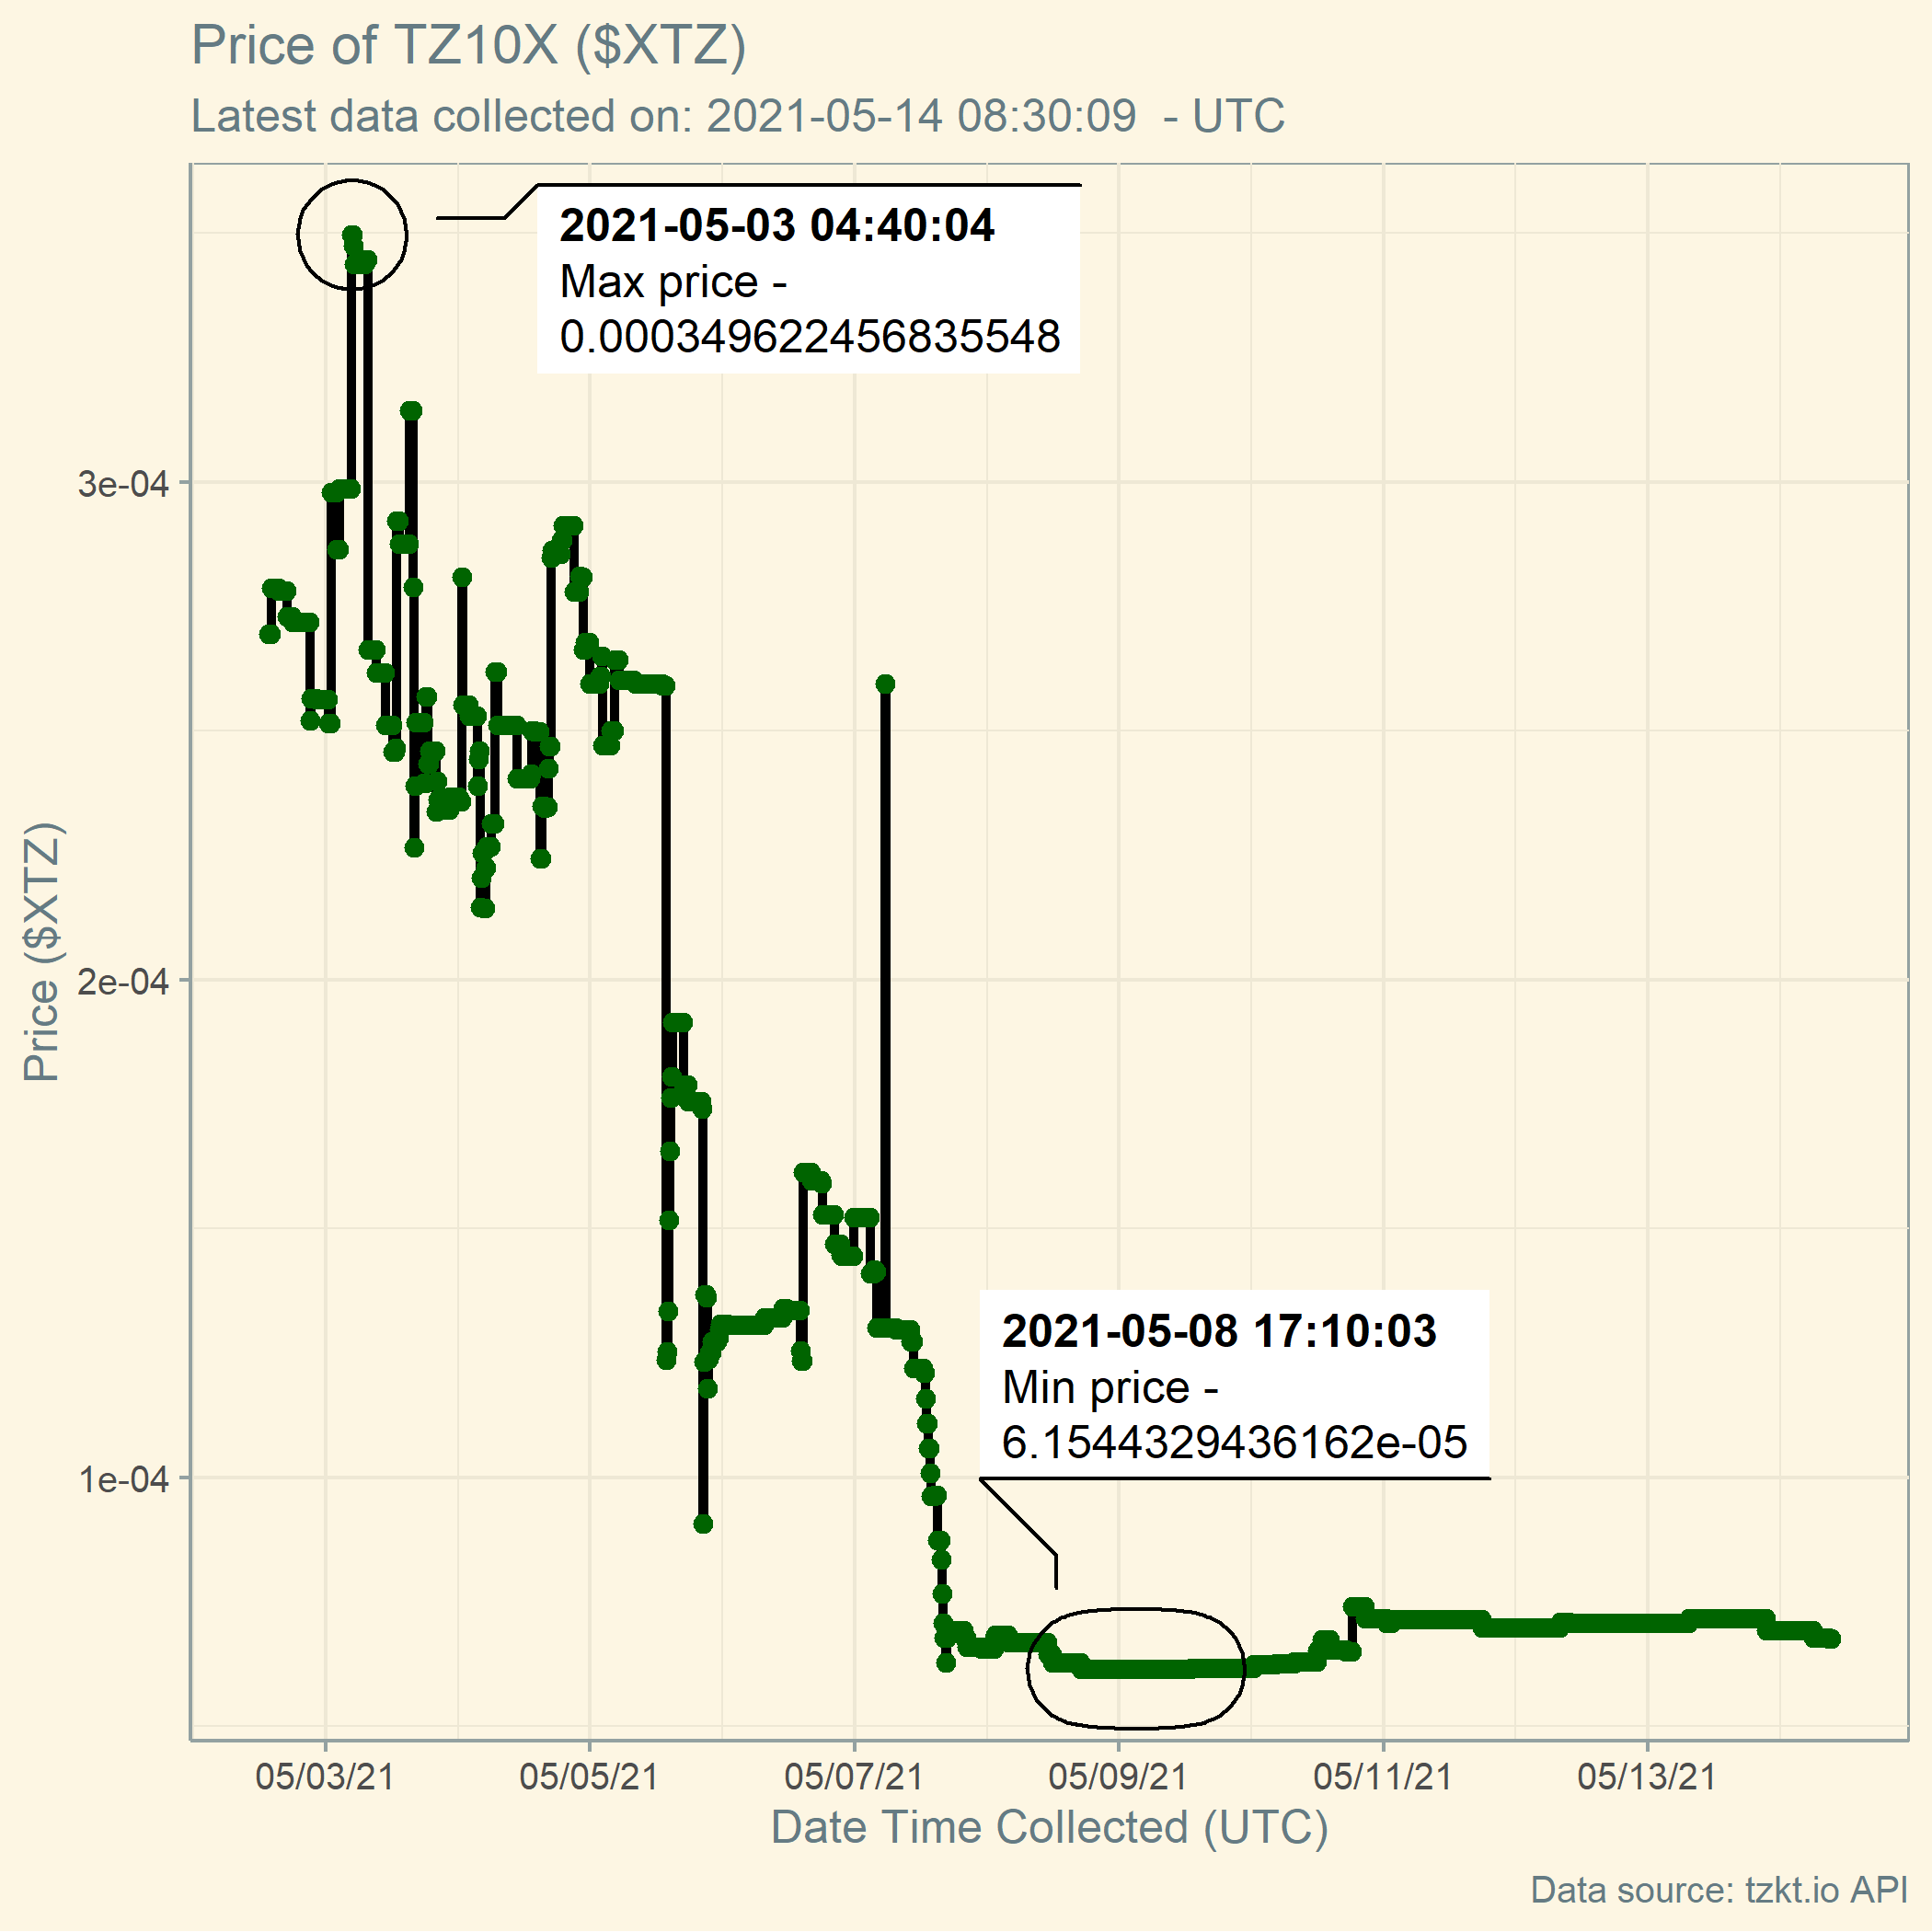 Price of TZ10X ($XTZ)
Latest data collected on: 2021-05-14 08:30:09  - UTC
2021-05-03 04:40:04
Max price -
0.000349622456835548
3e-04
2e-04
1e-04
Price ($XTZ)
2021-05-08 17:10:03
Min price -
6.1544329436162e-05
05/03/21 05/05/21 05/07/21 05/09/21 05/11/21 05/13/21
Date Time Collected (UTC)
Data source: tzkt.io API